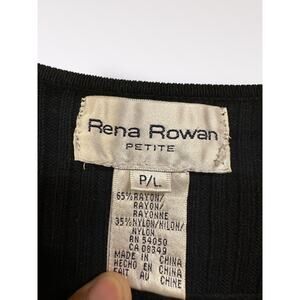 Rena Rowan
PETITE
P/L
65%RAYON/
RAYON/
RAYONNE
35%NYLON/NILON/
NYLON
RN 54050
CA 08349
MADE IN CHINA
HECHO EN CHINA
FAIT AU CHINE